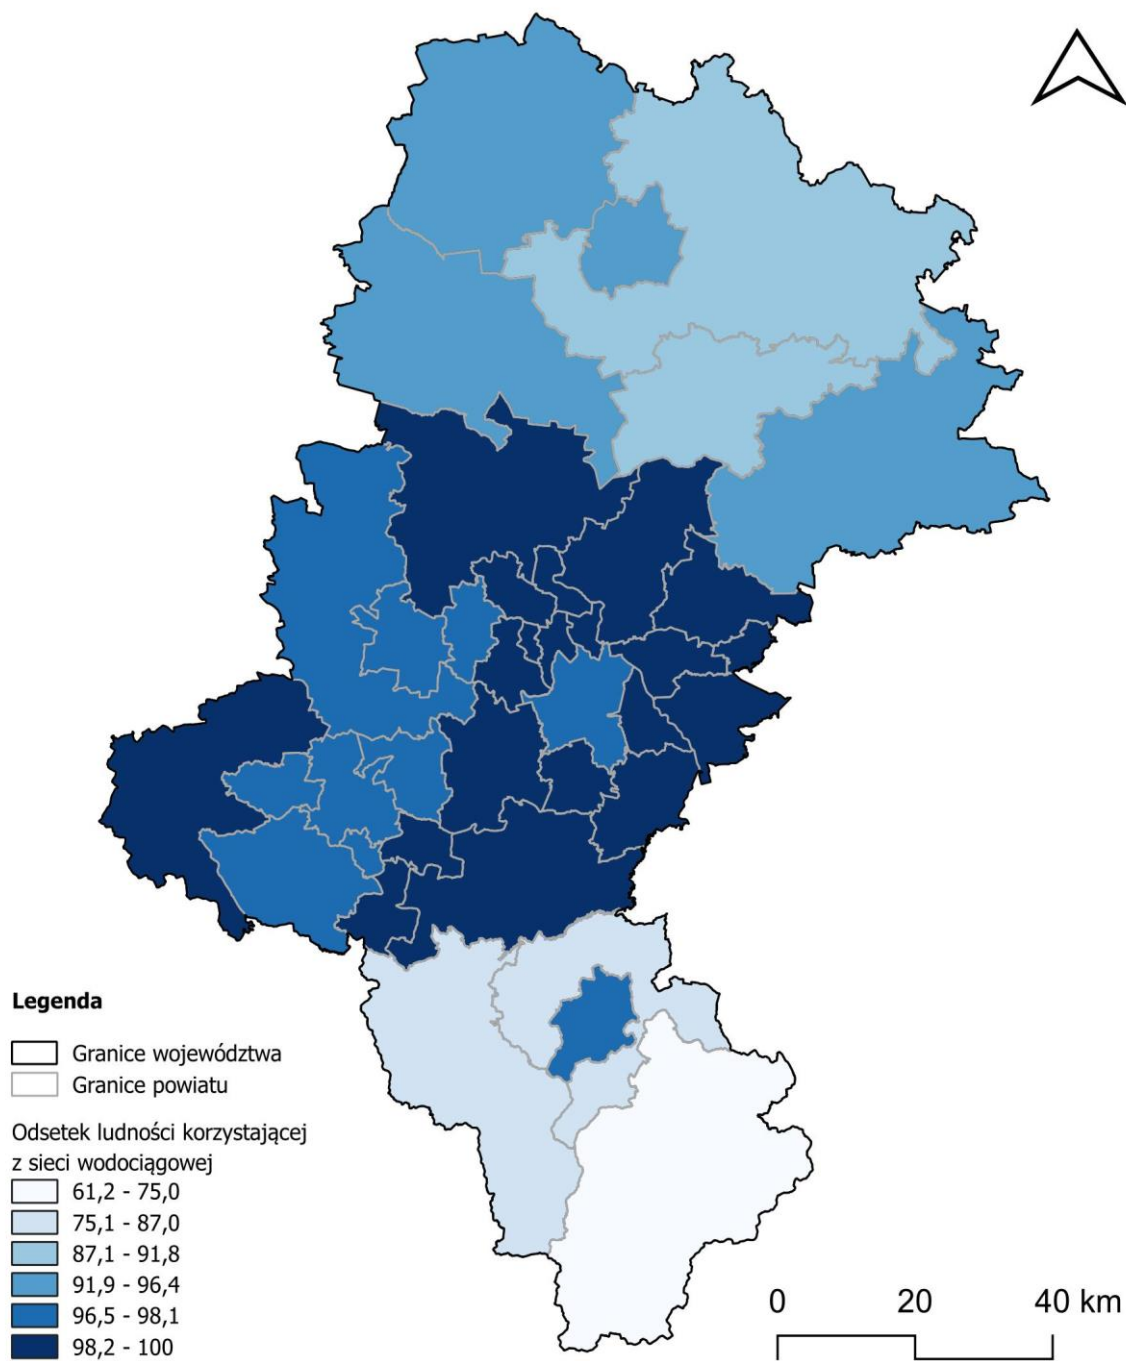 Legenda
Granice województwa
Granice powiatu
Odsetek ludności korzystającej
z sieci wodociągowej
61,2 - 75,0
75,1 - 87,0
87,1 - 91,8
91,9 - 96,4
96,5 - 98,1
98,2 - 100
0 20 40 km